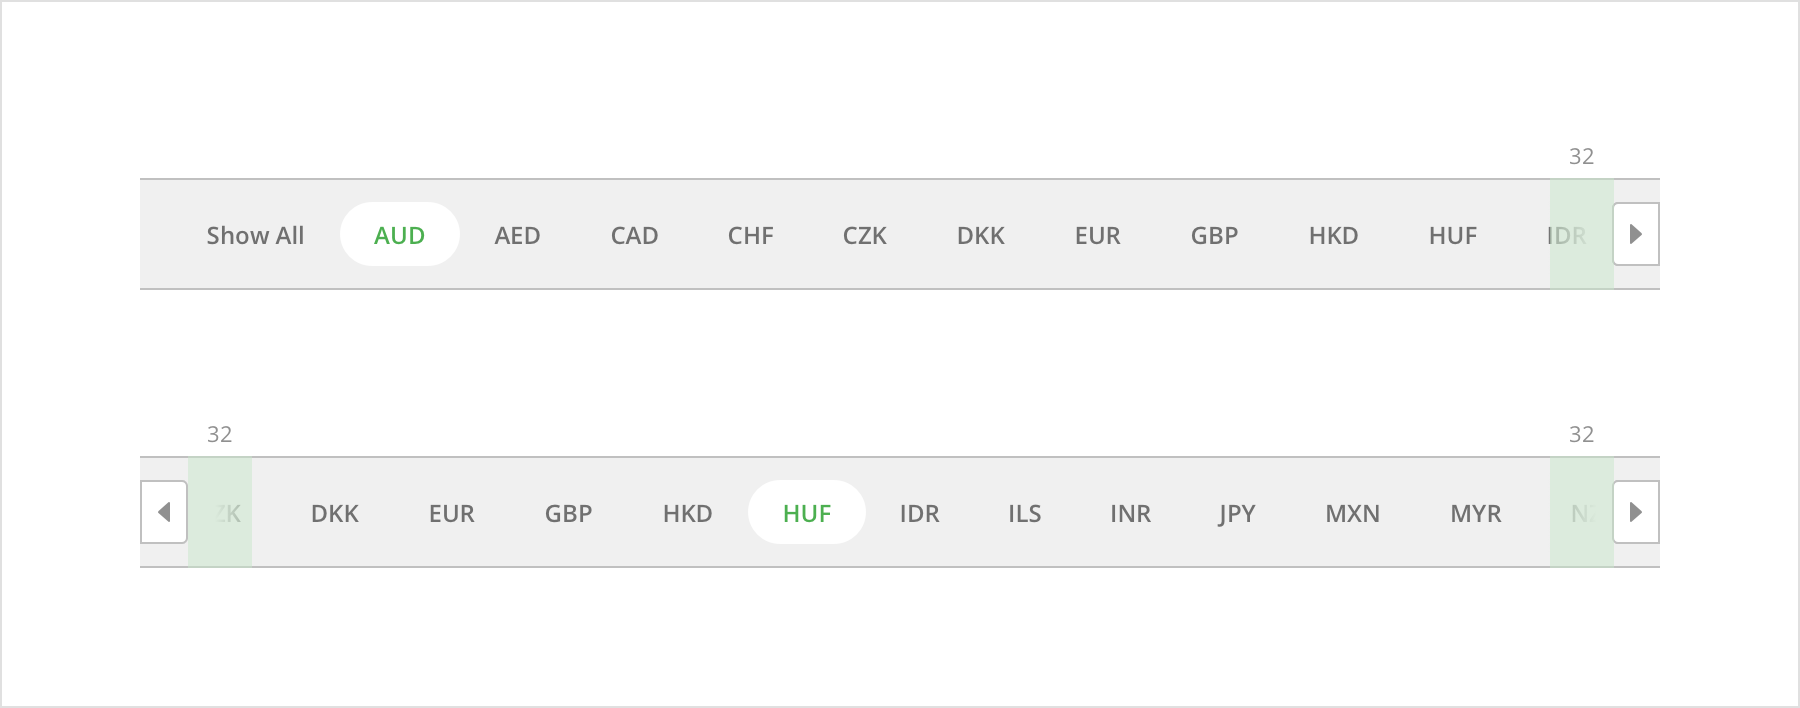 32
Show All AUD AED CAD CHF CZK DKK EUR GBP HKD HUF IDR
32 32
ZK DKK EUR GBP HKD HUF IDR ILS INR JPY MXN MYR